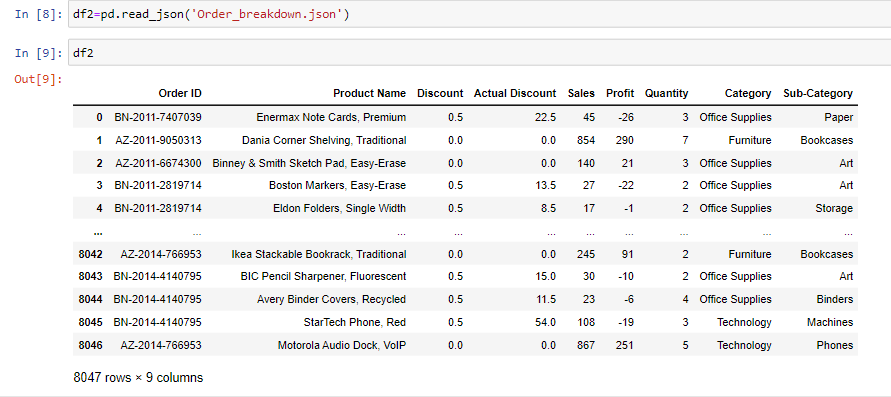 In [8]: df2=pd.read_json('Order_breakdown.json')
In [9]: df2
Out[9]:
Order ID Product Name Discount Actual Discount Sales Profit Quantity Category Sub-Category
0 BN-2011-7407039 Enermax Note Cards, Premium 0.5 22.5 45 -26 3 Office Supplies Paper
1 AZ-2011-9050313 Dania Corner Shelving, Traditional 0.0 0.0 854 290 7 Furniture Bookcases
2 AZ-2011-6674300 Binney & Smith Sketch Pad, Easy-Erase 0.0 0.0 140 21 3 Office Supplies Art
3 BN-2011-2819714 Boston Markers, Easy-Erase 0.5 13.5 27 -22 2 Office Supplies Art
4 BN-2011-2819714 Eldon Folders, Single Width 0.5 8.5 17 -1 2 Office Supplies Storage
... ... ... ... ... ... ... ... ... ...
8042 AZ-2014-766953 Ikea Stackable Bookrack, Traditional 0.0 0.0 245 91 2 Furniture Bookcases
8043 BN-2014-4140795 BIC Pencil Sharpener, Fluorescent 0.5 15.0 30 -10 2 Office Supplies Art
8044 BN-2014-4140795 Avery Binder Covers, Recycled 0.5 11.5 23 -6 4 Office Supplies Binders
8045 BN-2014-4140795 StarTech Phone, Red 0.5 54.0 108 -19 3 Technology Machines
8046 AZ-2014-766953 Motorola Audio Dock, VoIP 0.0 0.0 867 251 5 Technology Phones
8047 rows × 9 columns